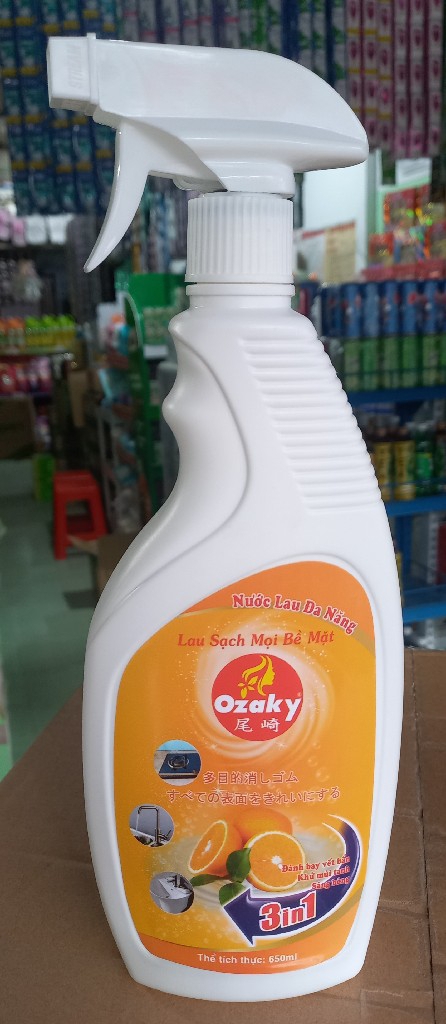 Nước Lau Đa Năng
Lau Sạch Mọi Bề Mặt
Ozaky
尾崎
多目的消しゴム
すべての表面をきれいにする
Đánh bay vết bẩn
Khử mùi tanh
Sáng bóng
3in1
Thể tích thực: 650ml